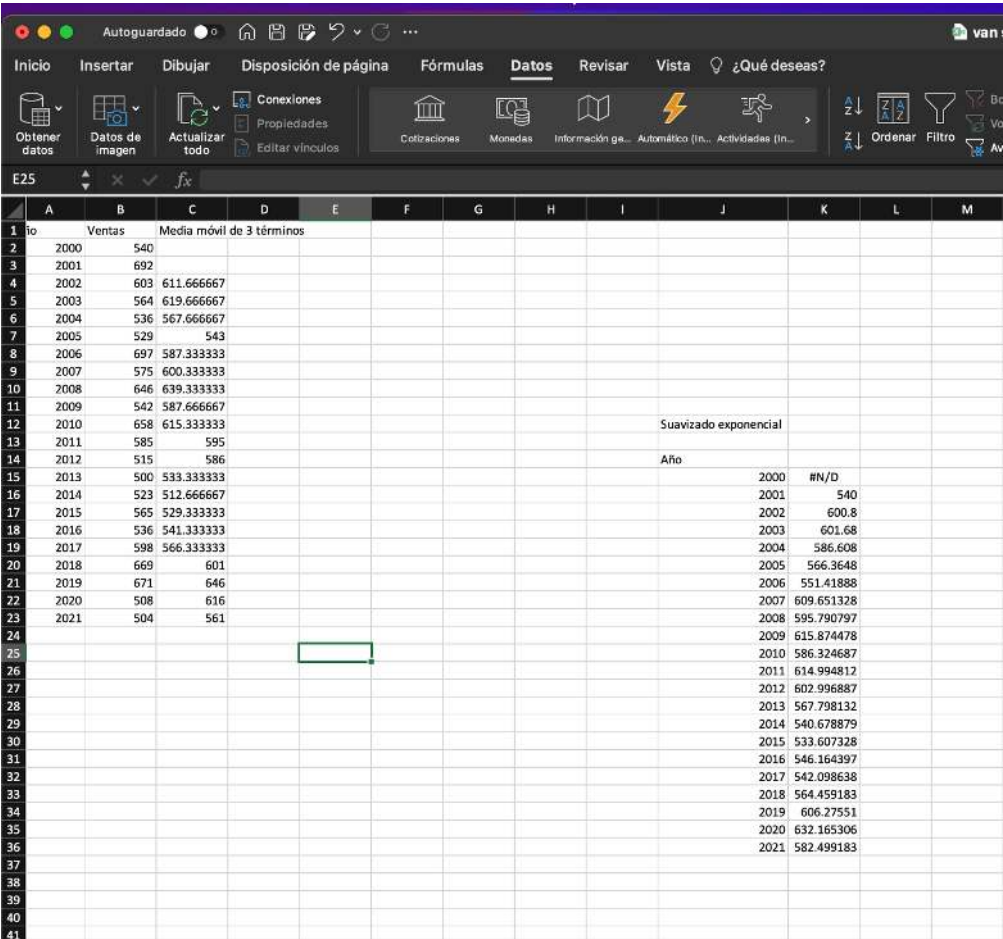 Autoguardado ... van
Inicio Insertar Dibujar Disposición de página Fórmulas Datos Revisar Vista ¿Qué deseas?
Obtener datos Datos de imagen Actualizar todo Conexiones Propiedades Editar vínculos Cotizaciones Monedas Información ge... Automático (In... Actividades (In... Ordenar Filtro
E25 fx
A B C D E F G H I J K L M
1 io Ventas Media móvil de 3 términos
2 2000 540
3 2001 692
4 2002 603 611.666667
5 2003 564 619.666667
6 2004 536 567.666667
7 2005 529 543
8 2006 697 587.333333
9 2007 575 600.333333
10 2008 646 639.333333
11 2009 542 587.666667
12 2010 658 615.333333 Suavizado exponencial
13 2011 585 595
14 2012 515 586 Año
15 2013 500 533.333333 2000 #N/D
16 2014 523 512.666667 2001 540
17 2015 565 529.333333 2002 600.8
18 2016 536 541.333333 2003 601.68
19 2017 598 566.333333 2004 586.608
20 2018 669 601 2005 566.3648
21 2019 671 646 2006 551.41888
22 2020 508 616 2007 609.651328
23 2021 504 561 2008 595.790797
24 2009 615.874478
25 2010 586.324687
26 2011 614.994812
27 2012 602.996887
28 2013 567.798132
29 2014 540.678879
30 2015 533.607328
31 2016 546.164397
32 2017 542.098638
33 2018 564.459183
34 2019 606.27551
35 2020 632.165306
36 2021 582.499183
37
38
39
40
41